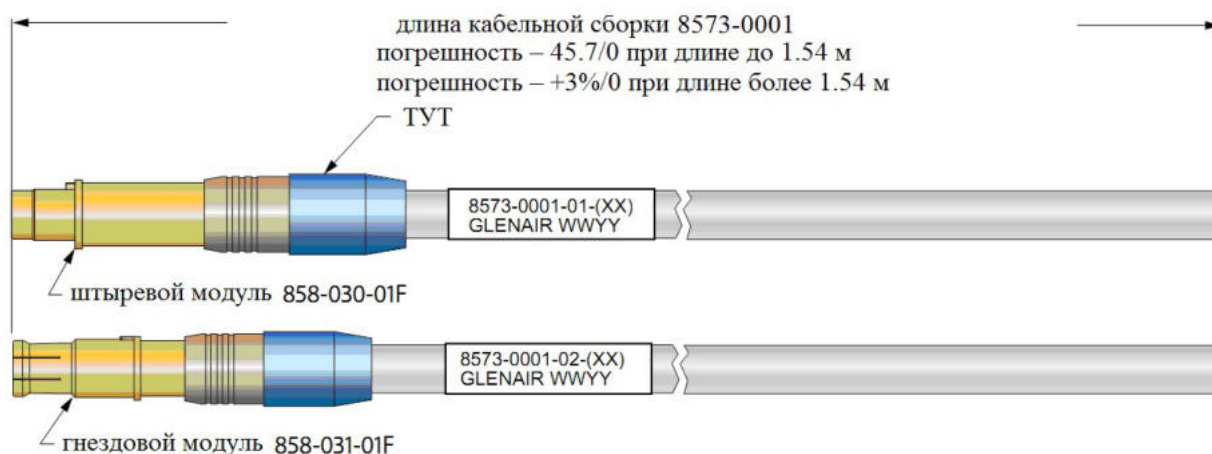 длина кабельной сборки 8573-0001
погрешность – 45.7/0 при длине до 1.54 м
погрешность – +3%/0 при длине более 1.54 м
ТУТ
8573-0001-01-(XX)
GLENAIR WWYY
штыревой модуль 858-030-01F
8573-0001-02-(XX)
GLENAIR WWYY
гнездовой модуль 858-031-01F